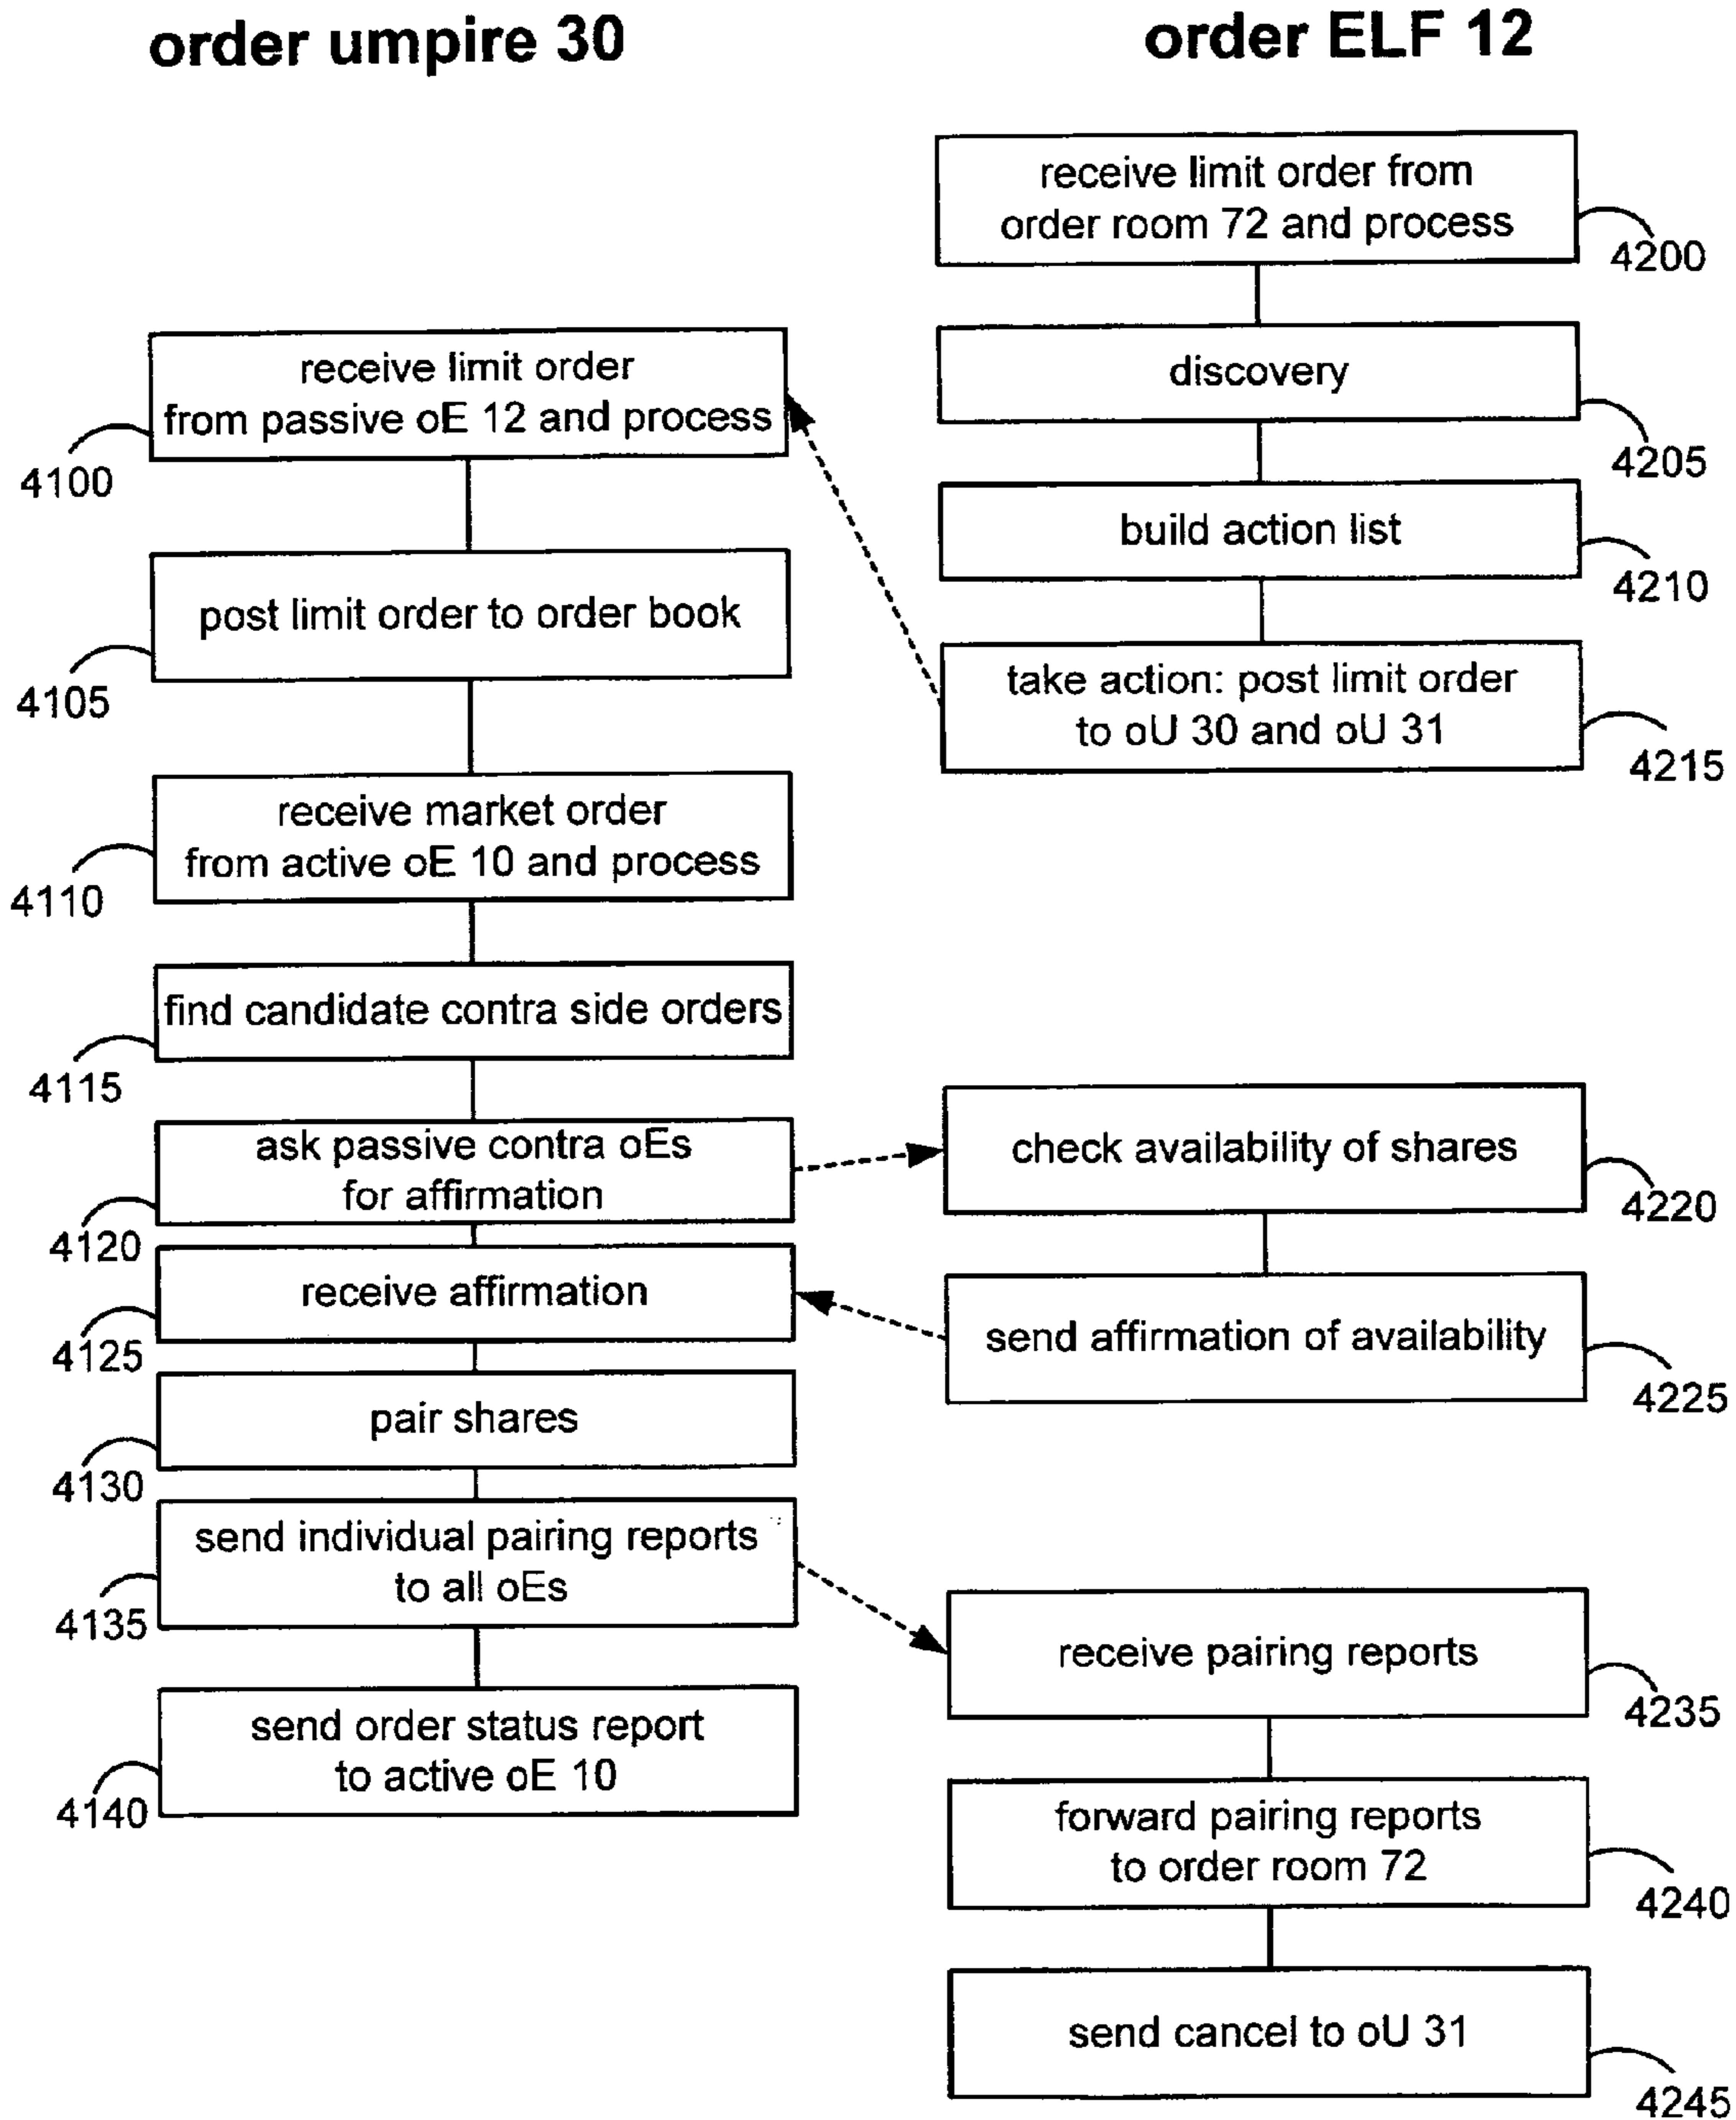 order umpire 30
order ELF 12
receive limit order from
order room 72 and process
4200
discovery
4205
build action list
4210
take action: post limit order
to oU 30 and oU 31
4215
receive limit order
from passive oE 12 and process
4100
post limit order to order book
4105
receive market order
from active oE 10 and process
4110
find candidate contra side orders
4115
ask passive contra oEs
for affirmation
4120
check availability of shares
4220
receive affirmation
4125
send affirmation of availability
4225
pair shares
4130
send individual pairing reports
to all oEs
4135
receive pairing reports
4235
send order status report
to active oE 10
4140
forward pairing reports
to order room 72
4240
send cancel to oU 31
4245